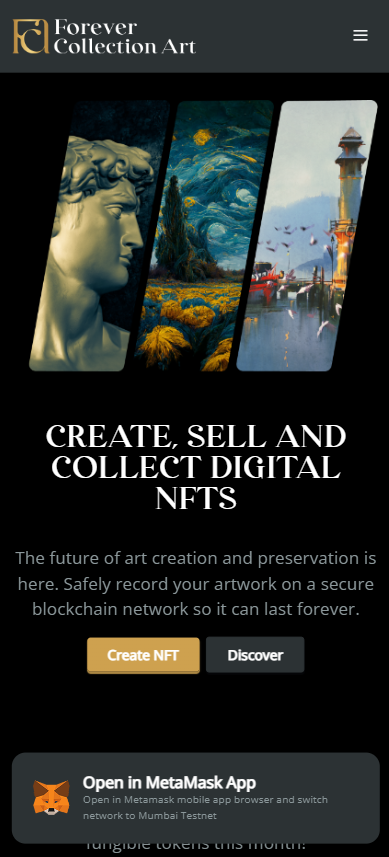 Forever
Collection Art
CREATE, SELL AND
COLLECT DIGITAL
NFTS
The future of art creation and preservation is
here. Safely record your artwork on a secure
blockchain network so it can last forever.
Create NFT
Discover
Open in MetaMask App
Open in Metamask mobile app browser and switch
network to Mumbai Testnet
fungible tokens this month!